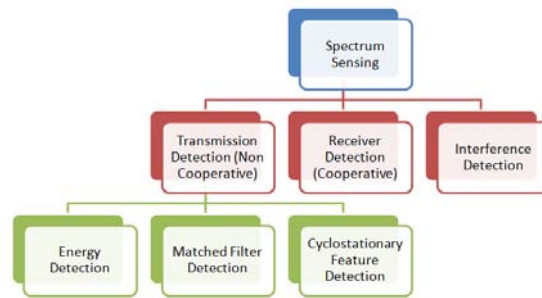 Spectrum
Sensing
Transmission
Detection (Non
Cooperative)
Receiver
Detection
(Cooperative)
Interference
Detection
Energy
Detection
Matched Filter
Detection
Cyclostationary
Feature
Detection